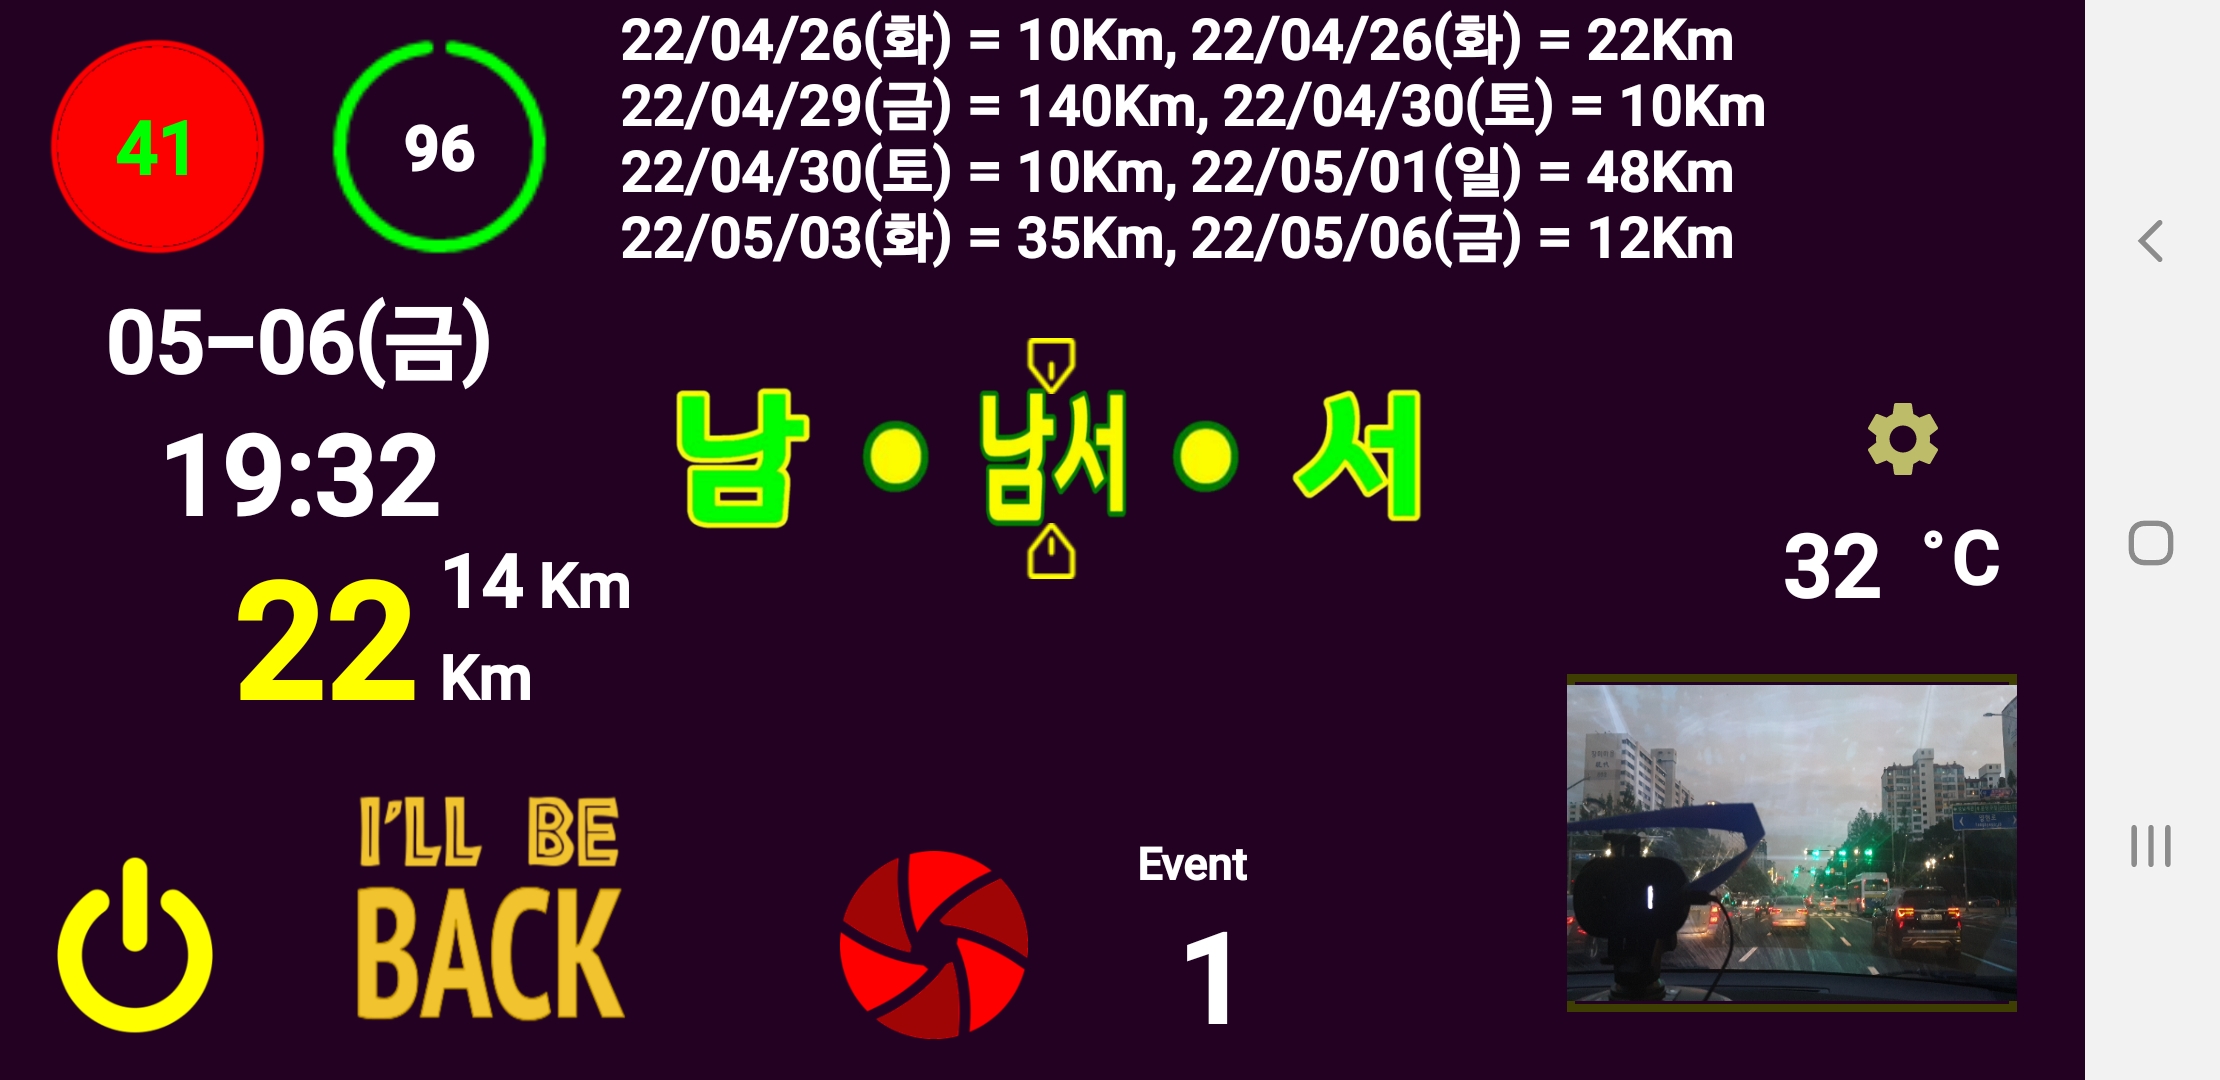 22/04/26(화) = 10Km, 22/04/26(화) = 22Km
22/04/29(금) = 140Km, 22/04/30(토) = 10Km
22/04/30(토) = 10Km, 22/05/01(일) = 48Km
22/05/03(화) = 35Km, 22/05/06(금) = 12Km
41
96
05-06(금)
19:32
남 ● 남서 ● 서
14 Km
22 Km
32 °C
I'LL BE
BACK
Event
1